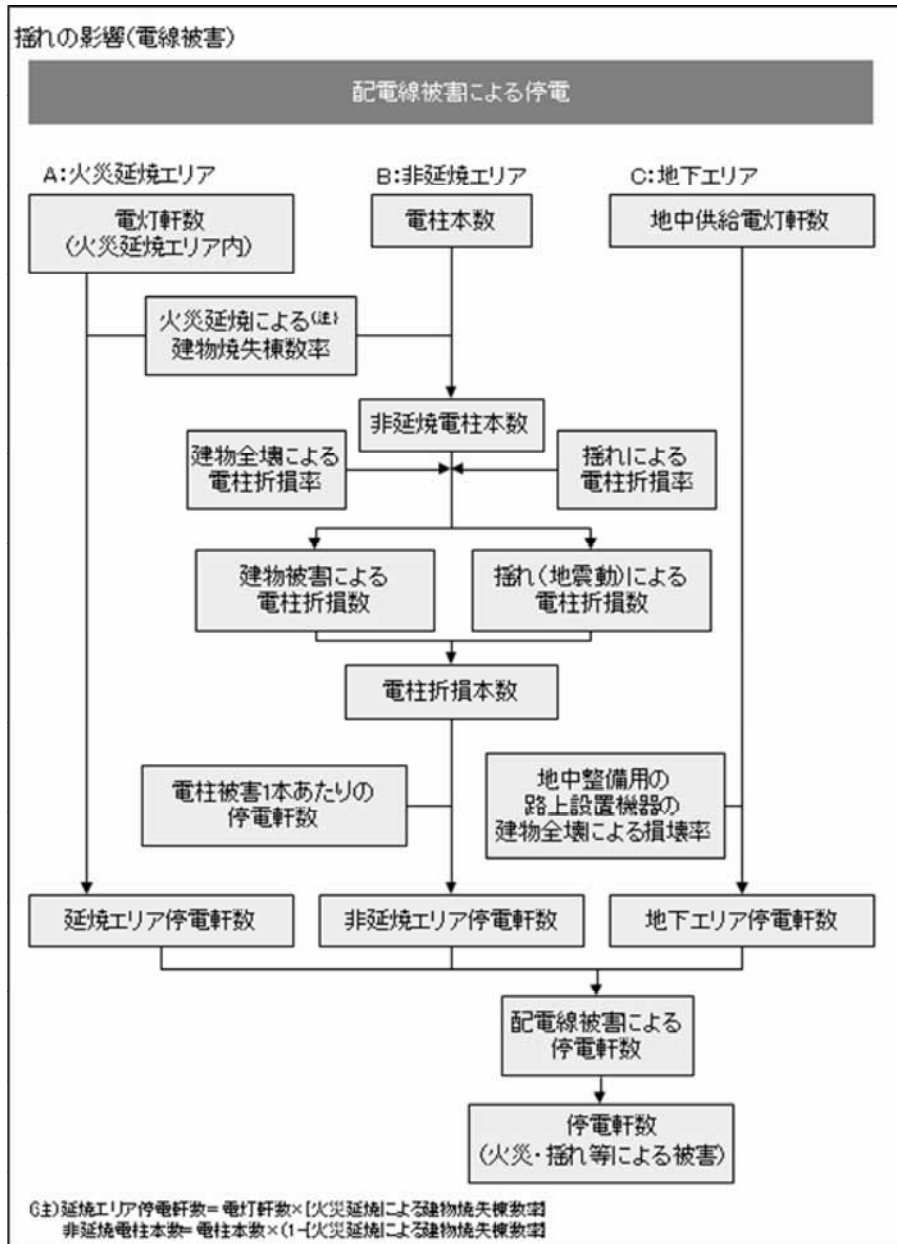 揺れの影響(電線被害)
配電線被害による停電
A:火災延焼エリア
B:非延焼エリア
C:地下エリア
電灯軒数
(火災延焼エリア内)
電柱本数
地中供給電灯軒数
火災延焼による(注)
建物焼失棟数率
非延焼電柱本数
建物全壊による
電柱折損率
揺れによる
電柱折損率
建物被害による
電柱折損数
揺れ(地震動)による
電柱折損数
電柱折損本数
電柱被害1本あたりの
停電軒数
地中整備用の
路上設置機器の
建物全壊による損壊率
延焼エリア停電軒数
非延焼エリア停電軒数
地下エリア停電軒数
配電線被害による
停電軒数
停電軒数
(火災・揺れ等による被害)
(注)延焼エリア停電軒数=電灯軒数×[火災延焼による建物焼失棟数率]
非延焼電柱本数=電柱本数×(1-[火災延焼による建物焼失棟数率]